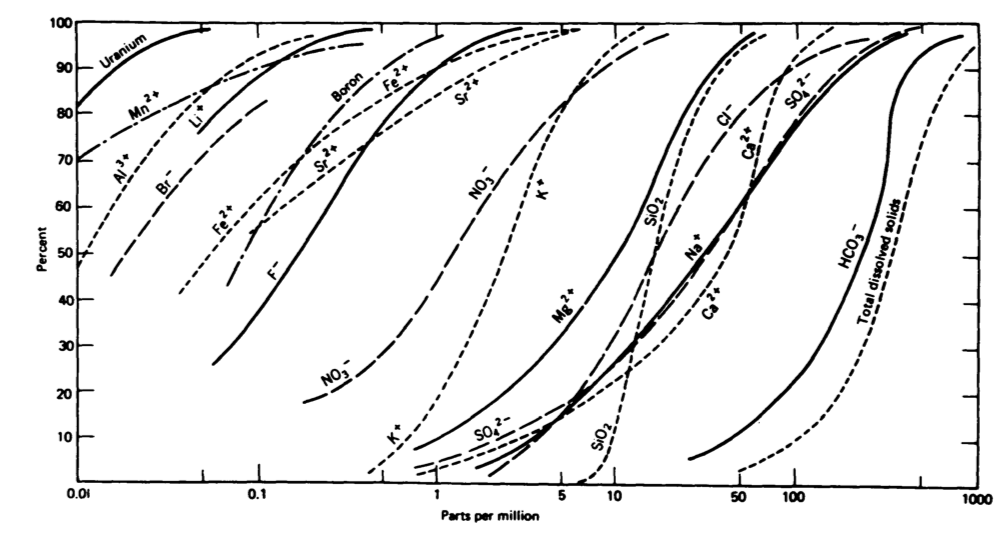 100
90
80
70
60
50
40
30
20
10
Percent
Uranium
Mn²⁺
Al³⁺
Li⁺
Br⁻
Boron
Fe²⁺
Sr²⁺
Sr²⁺
Fe²⁺
F⁻
NO₃⁻
NO₃⁻
K⁺
K⁺
SO₄²⁻
Mg²⁺
SiO₂
SiO₂
Cl⁻
Ca²⁺
SO₄²⁻
Na⁺
Ca²⁺
HCO₃⁻
Total dissolved solids
0.01 0.1 1 5 10 50 100 1000
Parts per million